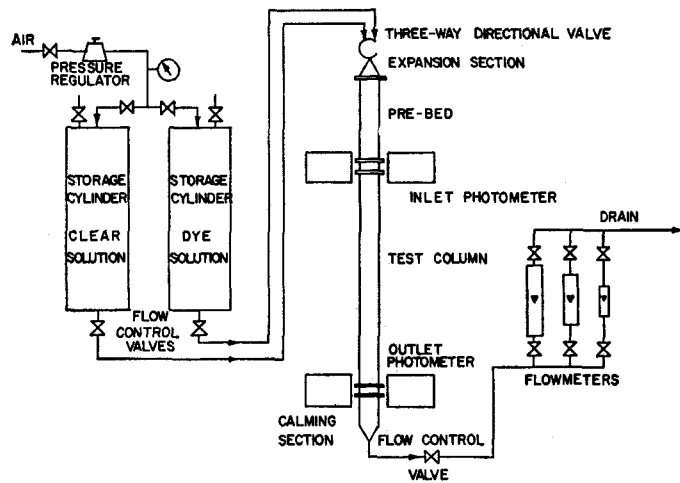 AIR
PRESSURE
REGULATOR
THREE-WAY DIRECTIONAL VALVE
EXPANSION SECTION
PRE-BED
STORAGE
CYLINDER
CLEAR
SOLUTION
STORAGE
CYLINDER
DYE
SOLUTION
INLET PHOTOMETER
DRAIN
TEST COLUMN
FLOW
CONTROL
VALVES
OUTLET
PHOTOMETER
FLOWMETERS
CALMING
SECTION
FLOW CONTROL
VALVE